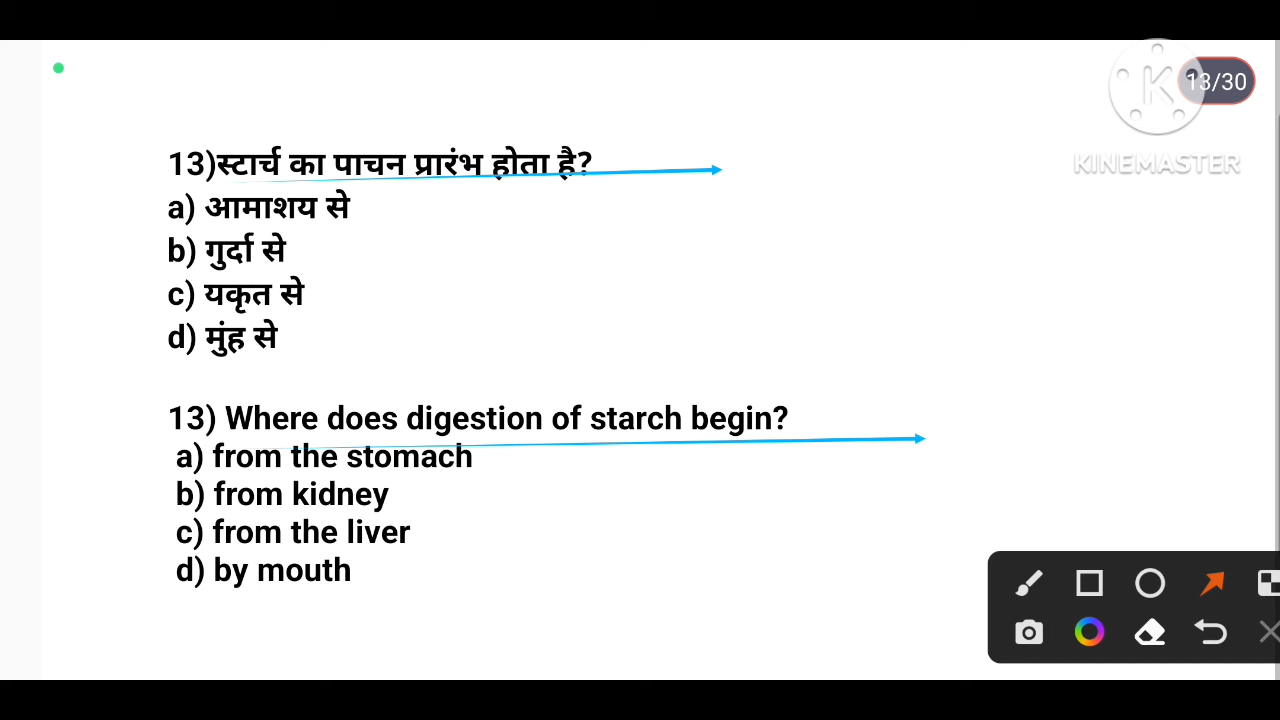 13/30
KINEMASTER
13)स्टार्च का पाचन प्रारंभ होता है?
a) आमाशय से
b) गुर्दा से
c) यकृत से
d) मुंह से
13) Where does digestion of starch begin?
a) from the stomach
b) from kidney
c) from the liver
d) by mouth